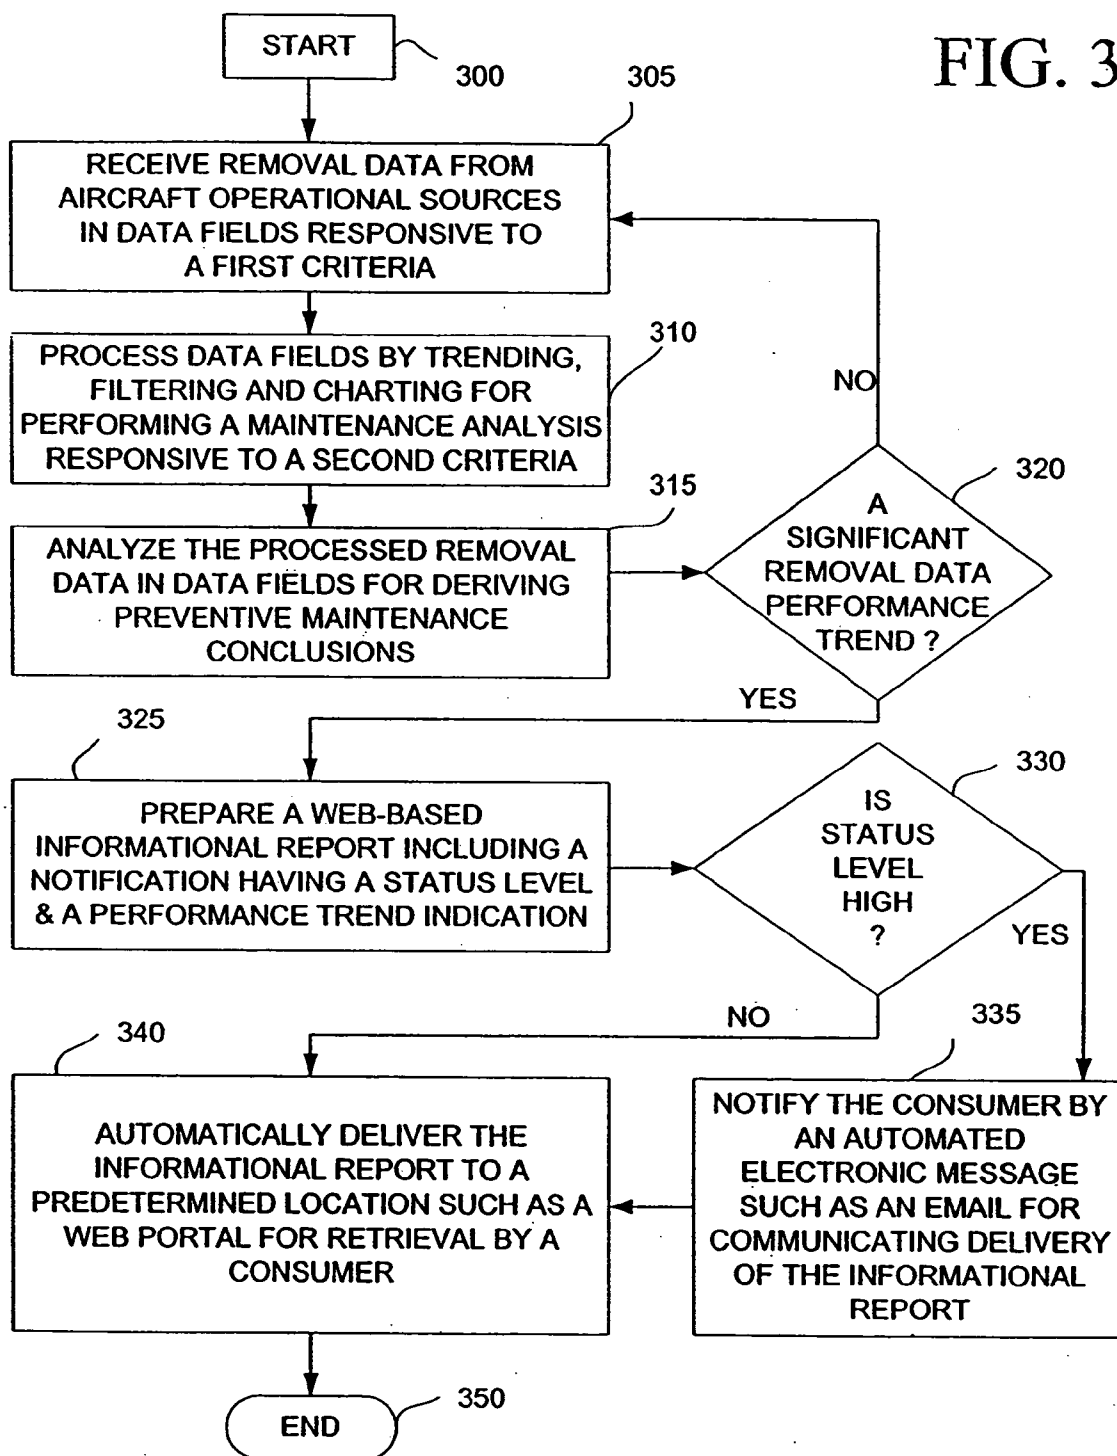 FIG. 3
START
300
305
RECEIVE REMOVAL DATA FROM
AIRCRAFT OPERATIONAL SOURCES
IN DATA FIELDS RESPONSIVE TO
A FIRST CRITERIA
310
PROCESS DATA FIELDS BY TRENDING,
FILTERING AND CHARTING FOR
PERFORMING A MAINTENANCE ANALYSIS
RESPONSIVE TO A SECOND CRITERIA
315
ANALYZE THE PROCESSED REMOVAL
DATA IN DATA FIELDS FOR DERIVING
PREVENTIVE MAINTENANCE
CONCLUSIONS
NO
320
A
SIGNIFICANT
REMOVAL DATA
PERFORMANCE
TREND ?
YES
325
PREPARE A WEB-BASED
INFORMATIONAL REPORT INCLUDING A
NOTIFICATION HAVING A STATUS LEVEL
& A PERFORMANCE TREND INDICATION
330
IS
STATUS
LEVEL
HIGH
?
YES
NO
335
NOTIFY THE CONSUMER BY
AN AUTOMATED
ELECTRONIC MESSAGE
SUCH AS AN EMAIL FOR
COMMUNICATING DELIVERY
OF THE INFORMATIONAL
REPORT
340
AUTOMATICALLY DELIVER THE
INFORMATIONAL REPORT TO A
PREDETERMINED LOCATION SUCH AS A
WEB PORTAL FOR RETRIEVAL BY A
CONSUMER
END
350